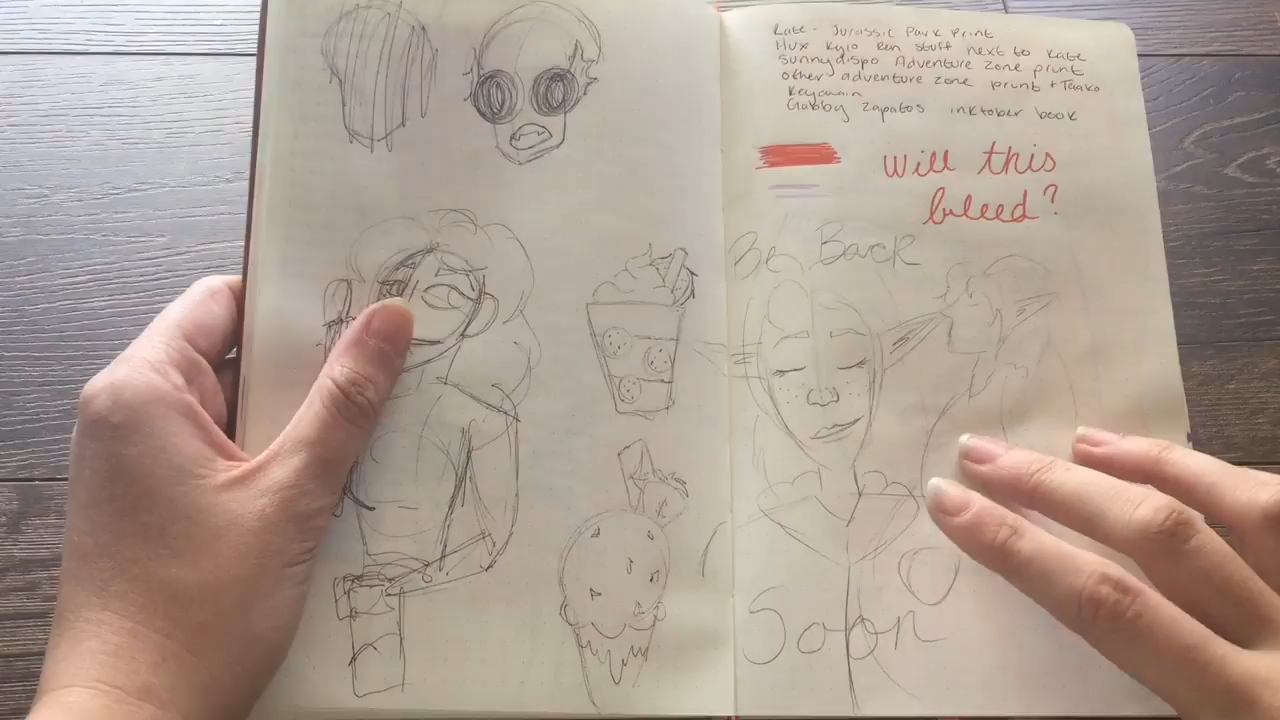 Kate - Jurassic Park Print
Hux Kylo Ren stuff next to Kate
sunnydispo Adventure Zone print
other adventure zone print + Taako
Keychain
Gabby Zapatos inktober book
Will this
bleed?
Be Back
Soon